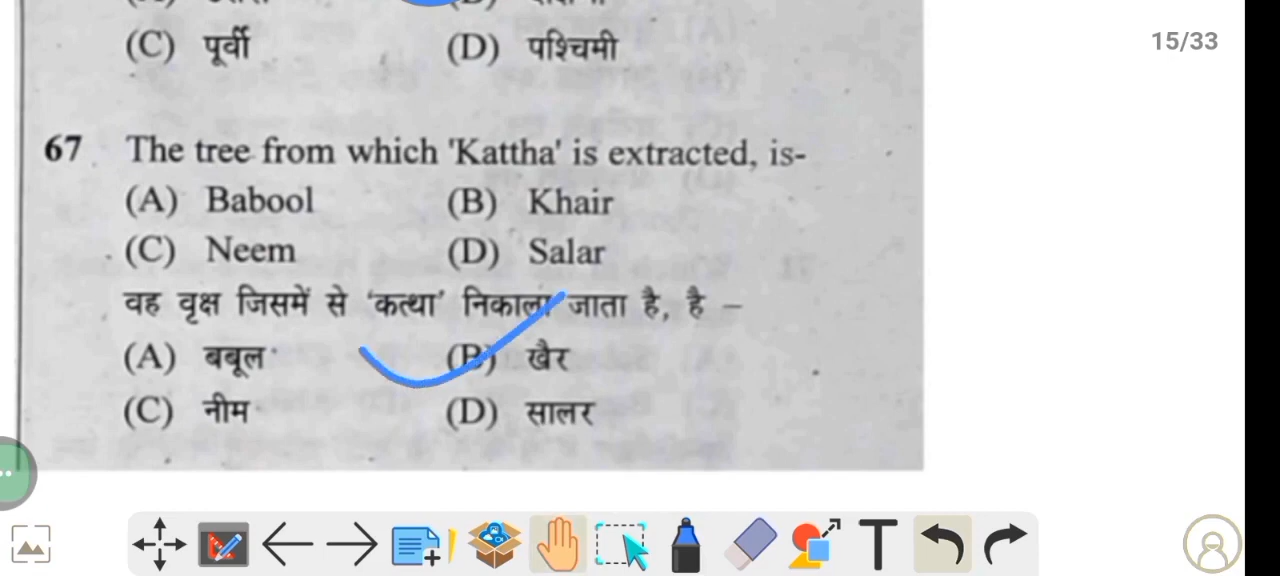 (C) पूर्वी (D) पश्चिमी
15/33
67 The tree from which 'Kattha' is extracted, is-
(A) Babool (B) Khair
(C) Neem (D) Salar
वह वृक्ष जिसमें से 'कत्था' निकाला जाता है, है –
(A) बबूल (B) खैर
(C) नीम (D) सालर